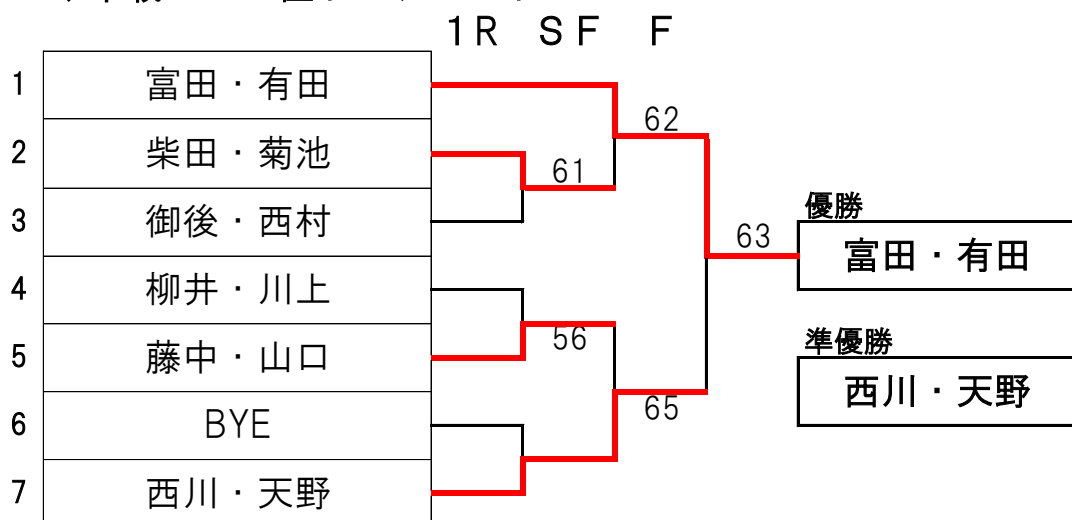 1R SF F
1 富田・有田
2 柴田・菊池
3 御後・西村
4 柳井・川上
5 藤中・山口
6 BYE
7 西川・天野
61
56
62
65
63
優勝
富田・有田
準優勝
西川・天野